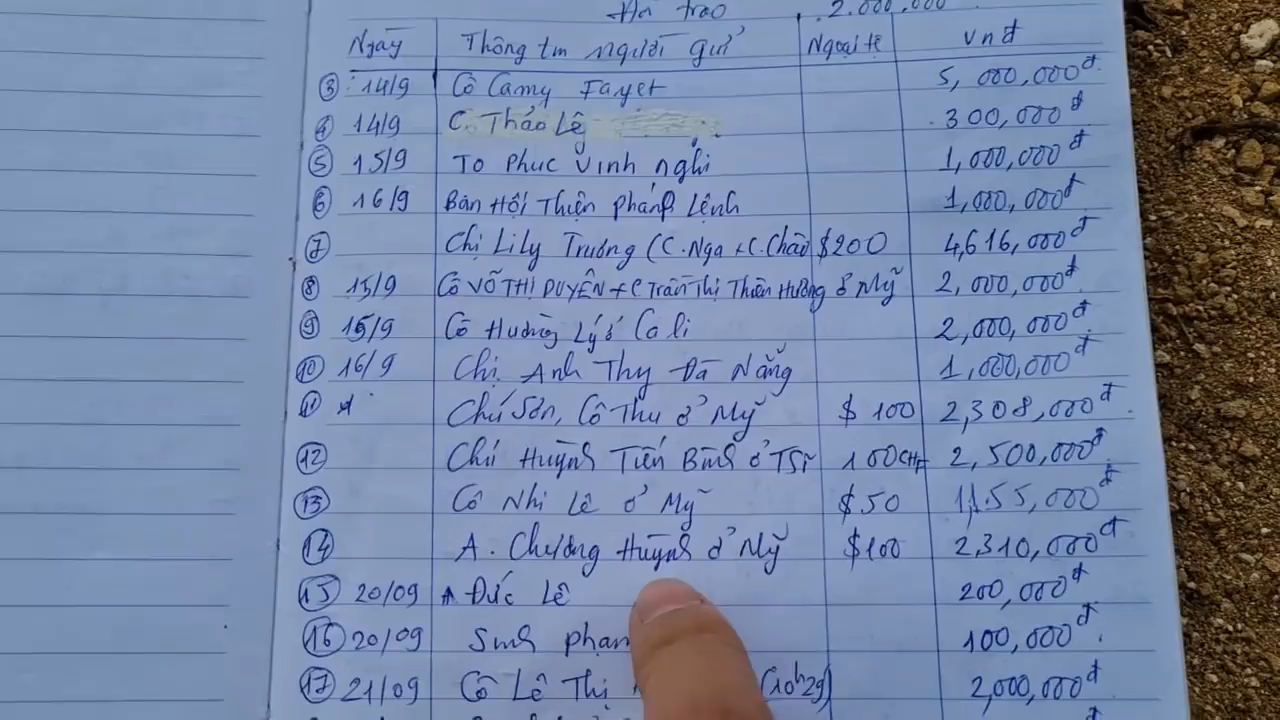 Đã trao 2.000.000
Ngày Thông tin người gửi Ngoại tệ vnđ
③ 14/9 Cô Camy Fayet 5,000,000đ
④ 14/9 C. Thảo Lê 300,000đ
⑤ 15/9 To Phuc Vinh nghi 1,000,000đ
⑥ 16/9 Ban Hội Thiện Lệnh 1,000,000đ
⑦ Chị Lily Trương (C.Nga + C.Châu) $200 4,616,000đ
⑧ 15/9 Cô VÕ THỊ DUYÊN + C Trần Thị Thiên Hương ở Mỹ 2,000,000đ
⑨ 15/9 Cô Hường Lý ở Cali 2,000,000đ
⑩ 16/9 Chị Anh Thy Đà Nẵng 1,000,000đ
⑪ Chú Sơn, Cô Thu ở Mỹ $100 2,308,000đ
⑫ Chú Huỳnh Tiến Bình ở TSĩ 100CHF 2,500,000đ
⑬ Cô Nhi Lê ở Mỹ $50 1,155,000đ
⑭ A. Chương Huỳnh ở Mỹ $100 2,310,000đ
⑮ 20/09 A Đức Lê 200,000đ
⑯ 20/09 Sinh phạm 100,000đ
⑰ 21/09 Cô Lê Thị (10h29) 2,000,000đ